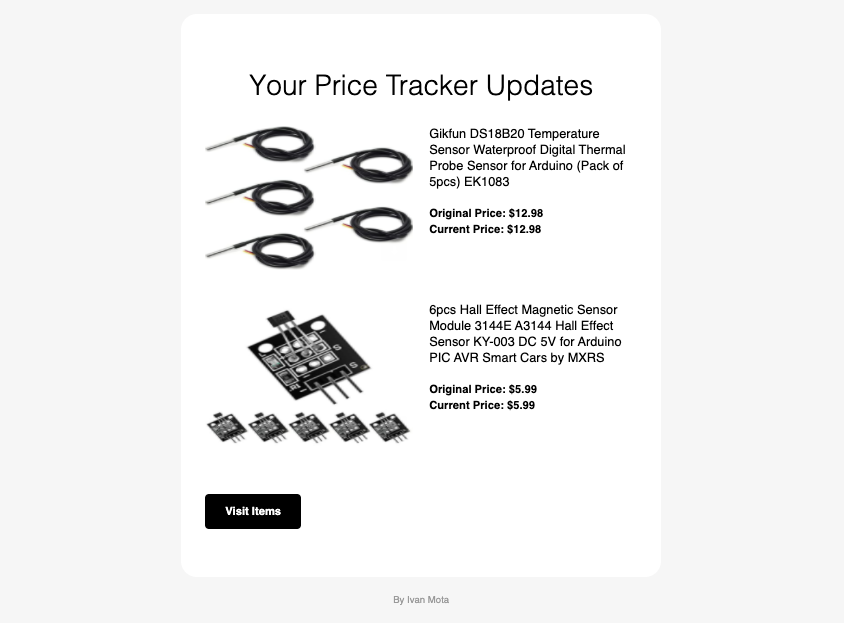 Your Price Tracker Updates
Gikfun DS18B20 Temperature
Sensor Waterproof Digital Thermal
Probe Sensor for Arduino (Pack of
5pcs) EK1083
Original Price: $12.98
Current Price: $12.98
6pcs Hall Effect Magnetic Sensor
Module 3144E A3144 Hall Effect
Sensor KY-003 DC 5V for Arduino
PIC AVR Smart Cars by MXRS
Original Price: $5.99
Current Price: $5.99
Visit Items
By Ivan Mota